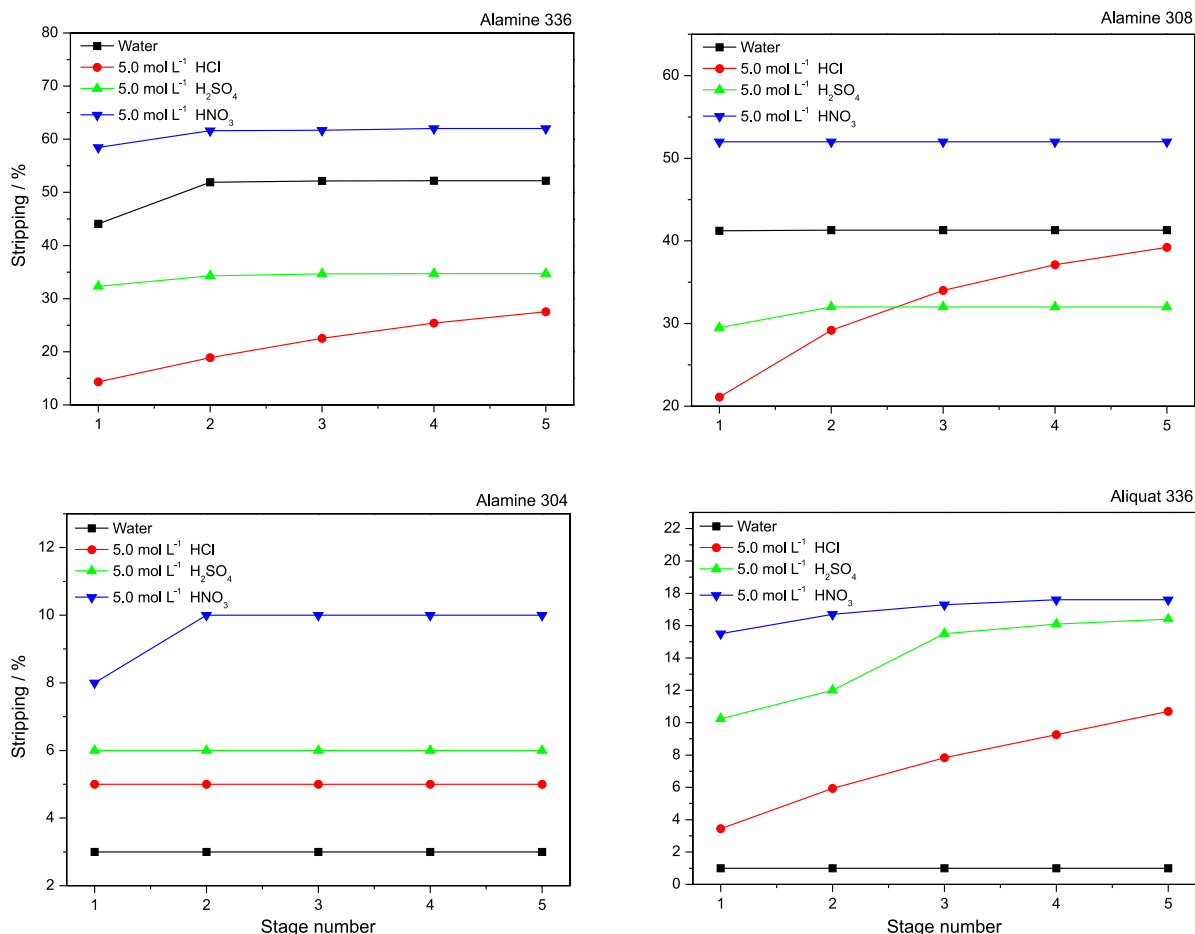 Alamine 336
Water
5.0 mol L⁻¹ HCl
5.0 mol L⁻¹ H₂SO₄
5.0 mol L⁻¹ HNO₃
80
70
60
50
40
30
20
10
Stripping / %
1 2 3 4 5
Alamine 308
Water
5.0 mol L⁻¹ HCl
5.0 mol L⁻¹ H₂SO₄
5.0 mol L⁻¹ HNO₃
60
50
40
30
20
1 2 3 4 5
Alamine 304
Water
5.0 mol L⁻¹ HCl
5.0 mol L⁻¹ H₂SO₄
5.0 mol L⁻¹ HNO₃
12
10
8
6
4
2
Stripping / %
1 2 3 4 5
Stage number
Aliquat 336
Water
5.0 mol L⁻¹ HCl
5.0 mol L⁻¹ H₂SO₄
5.0 mol L⁻¹ HNO₃
22
20
18
16
14
12
10
8
6
4
2
0
1 2 3 4 5
Stage number